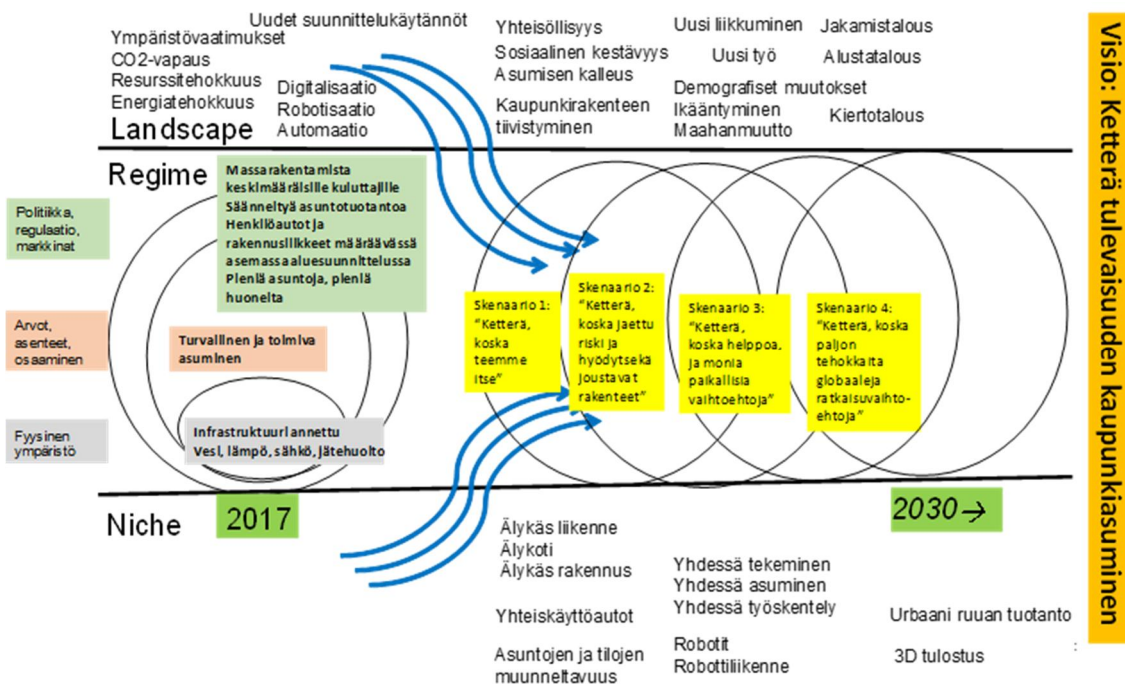 Uudet suunnittelukäytännöt
Ympäristövaatimukset
CO2-vapaus
Resurssitehokkuus
Energiatehokkuus
Digitalisaatio
Robotisaatio
Automaatio
Yhteisöllisyys
Sosiaalinen kestävyys
Asumisen kalleus
Kaupunkirakenteen
tiivistyminen
Uusi liikkuminen
Uusi työ
Demografiset muutokset
Ikääntyminen
Maahanmuutto
Jakamistalous
Alustatalous
Kiertotalous
Landscape
Regime
Politiikka,
regulaatio,
markkinat
Massarakentamista
keskimääräisille kuluttajille
Säänneltyä asuntotuotantoa
Henkilöautot ja
rakennusliikkeet määräävässä
asemassa aluesuunnittelussa
Pieniä asuntoja, pieniä
huoneita
Arvot,
asenteet,
osaaminen
Turvallinen ja toimiva
asuminen
Fyysinen
ympäristö
Infrastruktuuri annettu
Vesi, lämpö, sähkö, jätehuolto
Skenaario 1:
"Ketterä,
koska
teemme
itse"
Skenaario 2:
"Ketterä,
koska jaettu
riski ja
hyödytsekä
joustavat
rakenteet"
Skenaario 3:
"Ketterä,
koska helppoa,
ja monia
paikallisia
vaihtoehtoja"
Skenaario 4:
"Ketterä, koska
paljon
tehokkaita
globaaleja
ratkaisuvaihto-
ehtoja"
Niche
2017
2030→
Älykäs liikenne
Älykoti
Älykäs rakennus
Yhteiskäyttöautot
Asuntojen ja tilojen
muunneltavuus
Yhdessä tekeminen
Yhdessä asuminen
Yhdessä työskentely
Robotit
Robottiliikenne
Urbaani ruuan tuotanto
:
3D tulostus
Visio: Ketterä tulevaisuuden kaupunkiasuminen